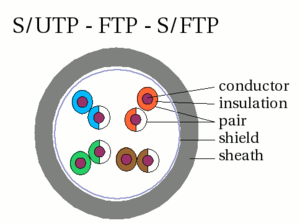 S/UTP - FTP - S/FTP
conductor
insulation
pair
shield
sheath